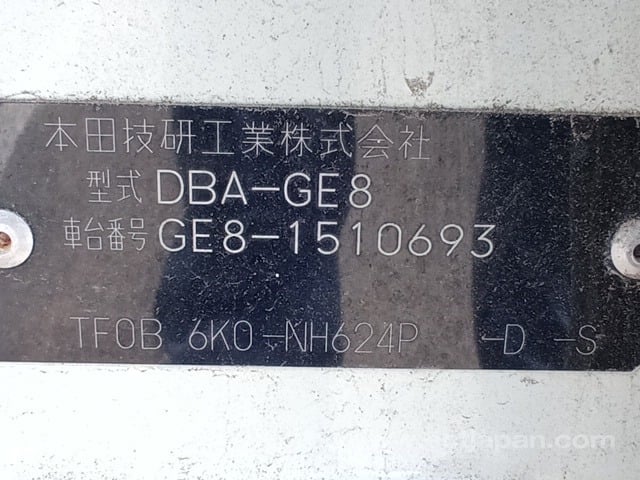 本田技研工業株式会社
型式 DBA-GE8
車台番号 GE8-1510693
TF0B 6K0-NH624P -D -S